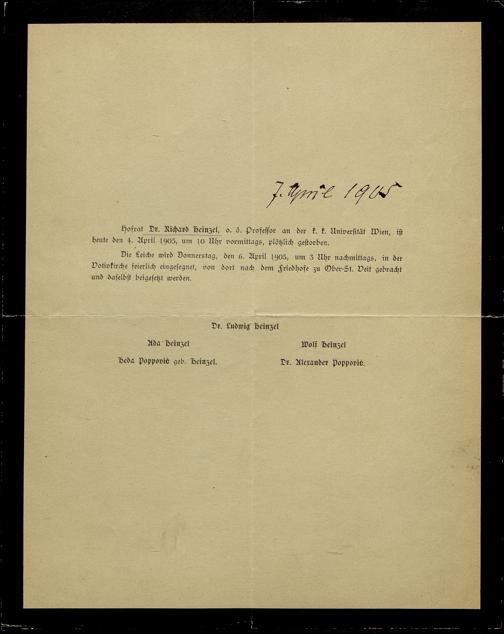 7. April 1905
Hofrat Dr. Richard Heinzel, o. ö. Professor an der k. k. Universität Wien, ist
heute den 4. April 1905, um 10 Uhr vormittags, plötzlich gestorben.
Die Leiche wird Donnerstag, den 6. April 1905, um 3 Uhr nachmittags, in der
Votivkirche feierlich eingesegnet, von dort nach dem Friedhofe zu Ober-St. Veit gebracht
und daselbst beigesetzt werden.
Dr. Ludwig Heinzel
Ada Heinzel
Wolf Heinzel
Heda Poppović geb. Heinzel.
Dr. Alexander Poppović.